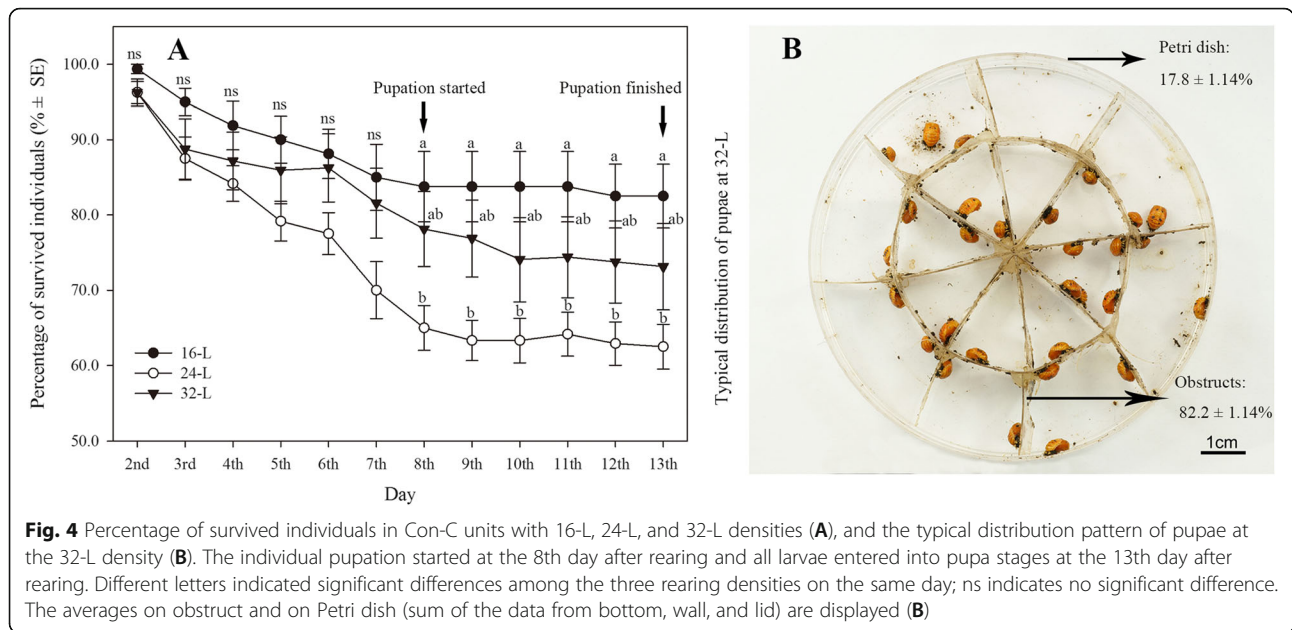 A
Percentage of survived individuals (% ± SE)
100.0
90.0
80.0
70.0
60.0
50.0
ns
ns
ns
ns
ns
ns
Pupation started
Pupation finished
a
a
a
a
a
a
ab
ab
ab
ab
ab
ab
b
b
b
b
b
b
16-L
24-L
32-L
2nd
3rd
4th
5th
6th
7th
8th
9th
10th
11th
12th
13th
Day
B
Typical distribution of pupae at 32-L
Petri dish:
17.8 ± 1.14%
Obstructs:
82.2 ± 1.14%
1cm
Fig. 4 Percentage of survived individuals in Con-C units with 16-L, 24-L, and 32-L densities (A), and the typical distribution pattern of pupae at
the 32-L density (B). The individual pupation started at the 8th day after rearing and all larvae entered into pupa stages at the 13th day after
rearing. Different letters indicated significant differences among the three rearing densities on the same day; ns indicates no significant difference.
The averages on obstruct and on Petri dish (sum of the data from bottom, wall, and lid) are displayed (B)